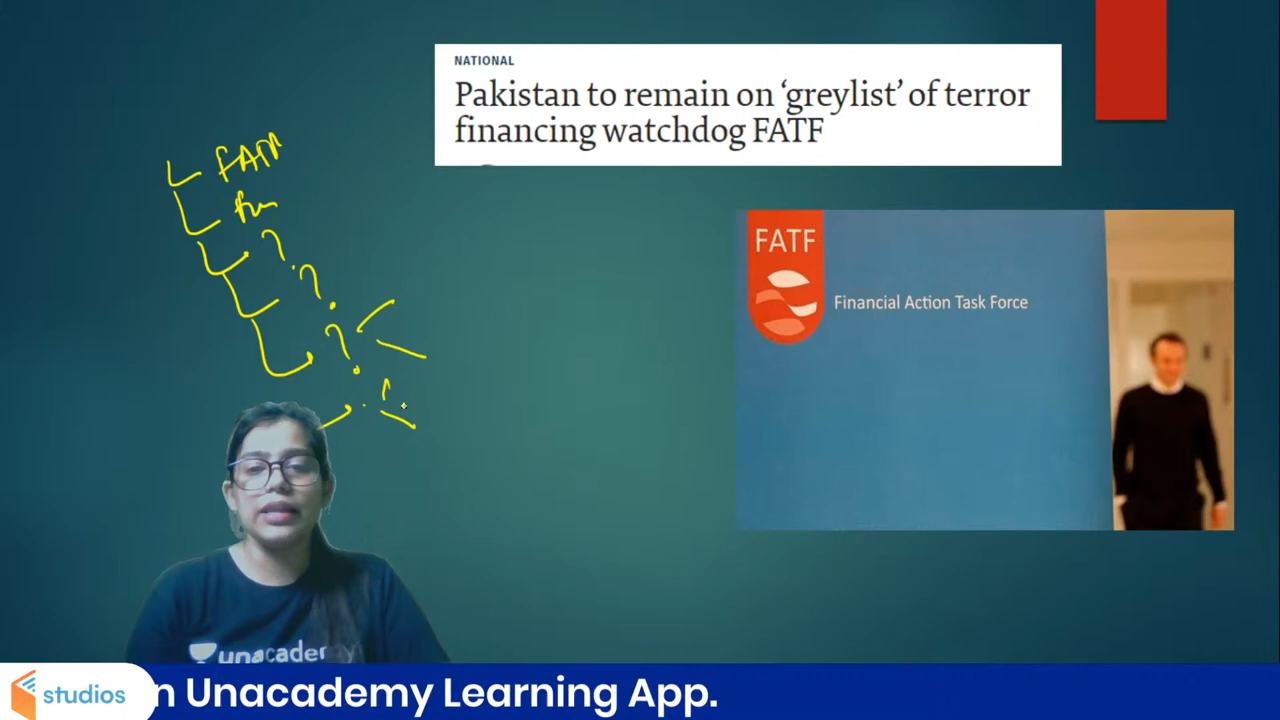 NATIONAL
Pakistan to remain on ‘greylist’ of terror
financing watchdog FATF
FATF
?
?
?
FATF
Financial Action Task Force
unacademy
studios
n Unacademy Learning App.